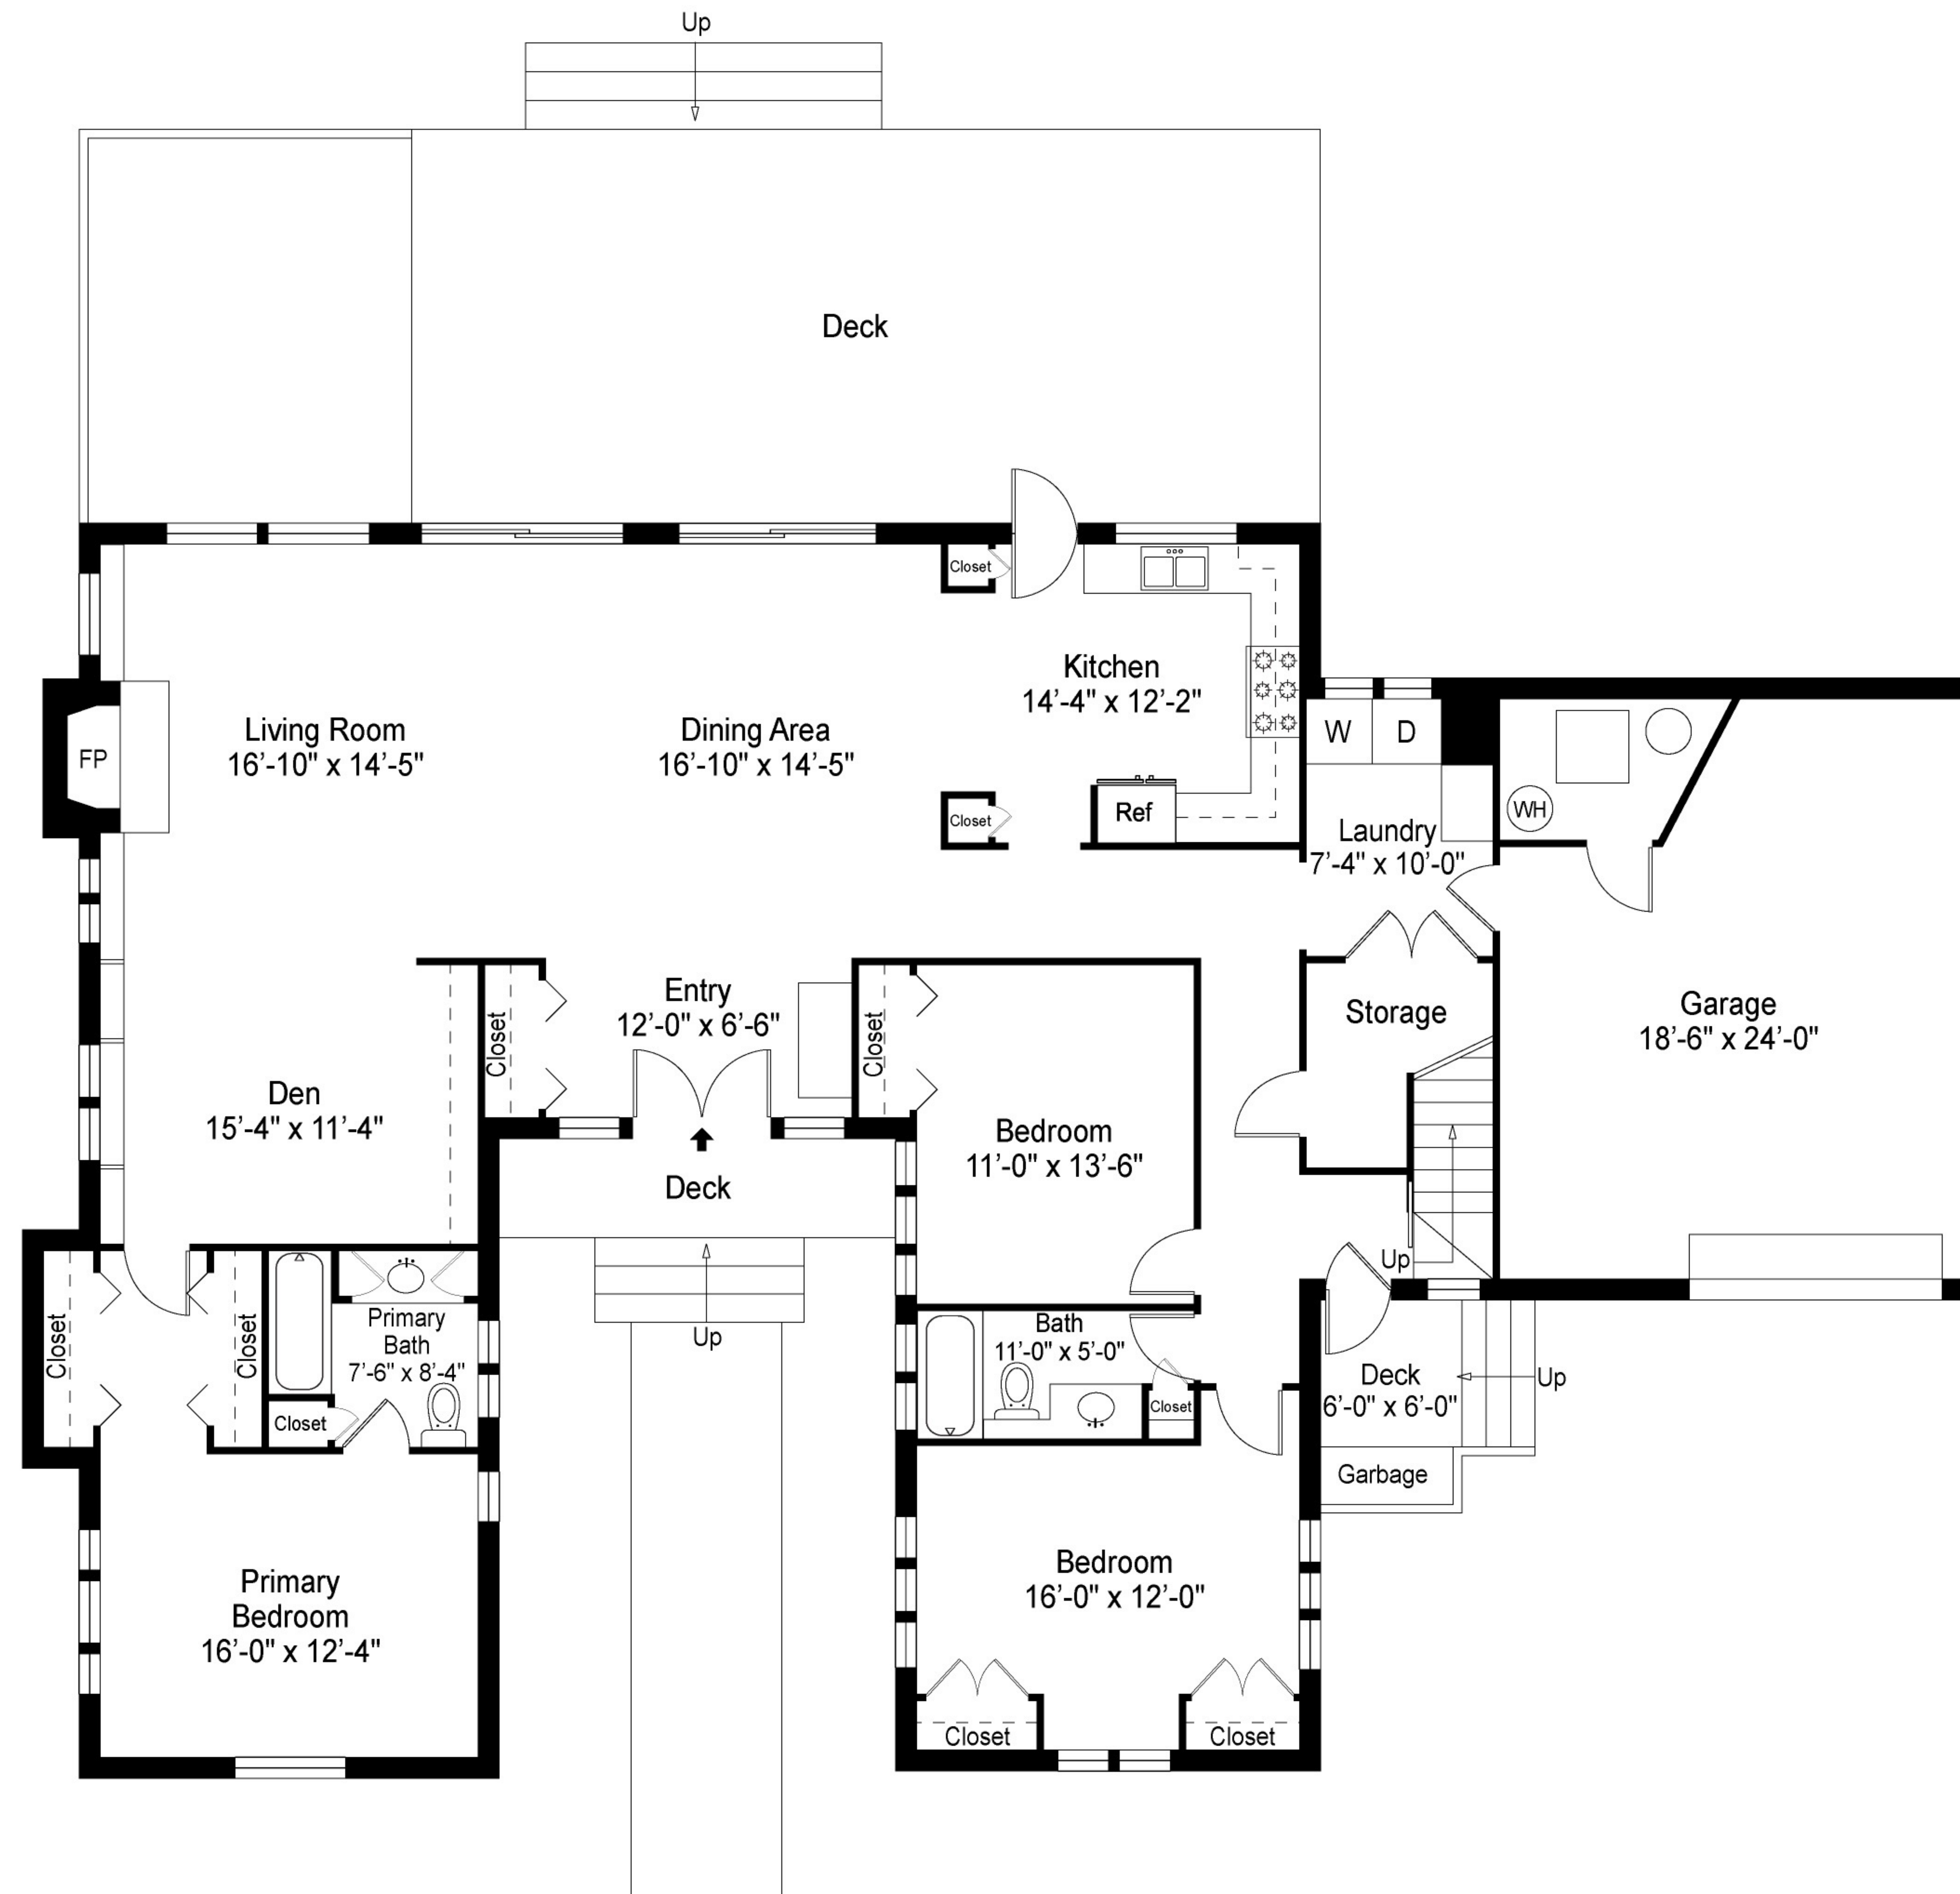 Up
Deck
Closet
Kitchen
14'-4" x 12'-2"
Living Room
16'-10" x 14'-5"
Dining Area
16'-10" x 14'-5"
FP
W
D
WH
Closet
Ref
Laundry
7'-4" x 10'-0"
Entry
12'-0" x 6'-6"
Closet
Closet
Storage
Garage
18'-6" x 24'-0"
Den
15'-4" x 11'-4"
Bedroom
11'-0" x 13'-6"
Deck
Up
Up
Closet
Closet
Primary
Bath
7'-6" x 8'-4"
Closet
Bath
11'-0" x 5'-0"
Closet
Deck
6'-0" x 6'-0"
Up
Garbage
Primary
Bedroom
16'-0" x 12'-4"
Bedroom
16'-0" x 12'-0"
Closet
Closet